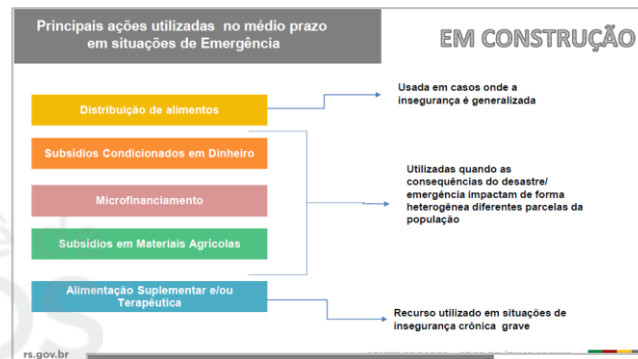 Principais ações utilizadas no médio prazo
em situações de Emergência
EM CONSTRUÇÃO
Distribuição de alimentos
Usada em casos onde a
insegurança é generalizada
Subsídios Condicionados em Dinheiro
Microfinanciamento
Subsídios em Materiais Agrícolas
Utilizadas quando as
consequências do desastre/
emergência impactam de forma
heterogênea diferentes parcelas da
população
Alimentação Suplementar e/ou
Terapêutica
Recurso utilizado em situações de
insegurança crônica grave
rs.gov.br